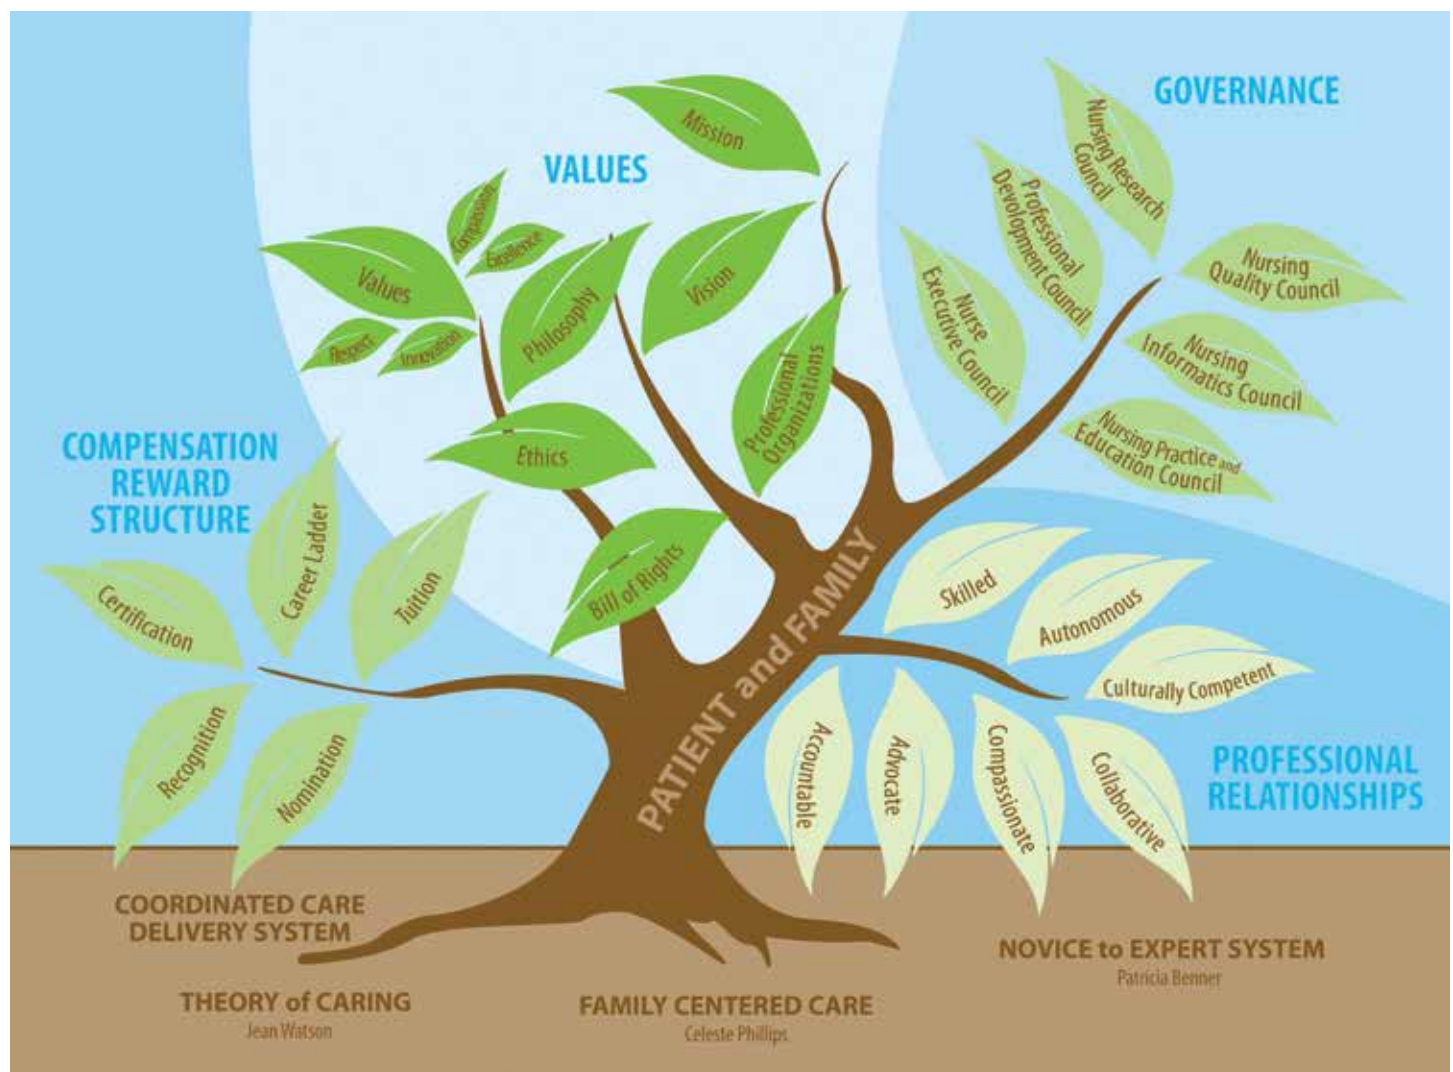 GOVERNANCE
Nursing Research
Council
Professional
Devolopment Council
Nurse
Executive Council
Nursing
Quality Council
Nursing
Informatics Council
Nursing Practice and
Education Council
VALUES
Mission
Compassion
Excellence
Values
Respect
Innovation
Philosophy
Vision
Professional
Organizations
Ethics
Bill of Rights
COMPENSATION
REWARD
STRUCTURE
Certification
Career Ladder
Tuition
Recognition
Nomination
PATIENT and FAMILY
Skilled
Autonomous
Culturally Competent
Accountable
Advocate
Compassionate
Collaborative
PROFESSIONAL
RELATIONSHIPS
COORDINATED CARE
DELIVERY SYSTEM
THEORY of CARING
Jean Watson
FAMILY CENTERED CARE
Celeste Phillips
NOVICE to EXPERT SYSTEM
Patricia Benner